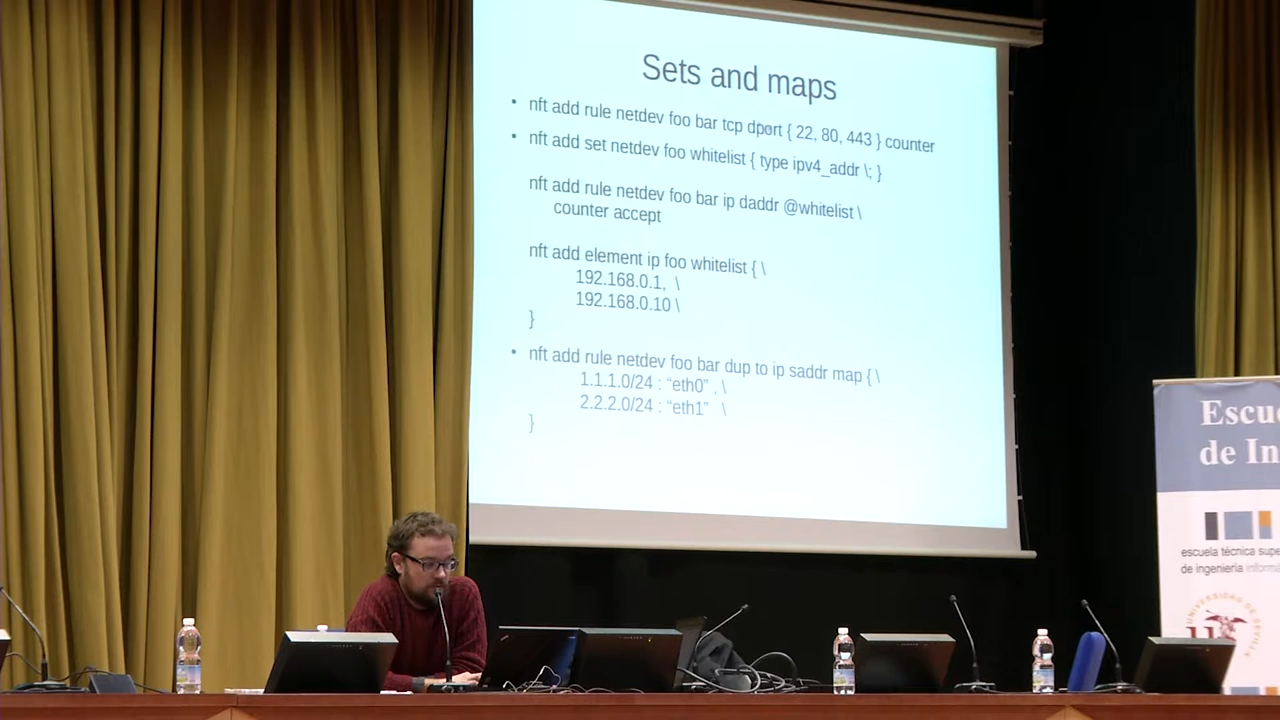 Sets and maps
• nft add rule netdev foo bar tcp dport { 22, 80, 443 } counter
• nft add set netdev foo whitelist { type ipv4_addr \; }
nft add rule netdev foo bar ip daddr @whitelist \
counter accept
nft add element ip foo whitelist { \
192.168.0.1, \
192.168.0.10 \
}
• nft add rule netdev foo bar dup to ip saddr map { \
1.1.1.0/24 : “eth0” , \
2.2.2.0/24 : “eth1” \
}
Escue
de In
escuela técnica supe
de ingeniería informá